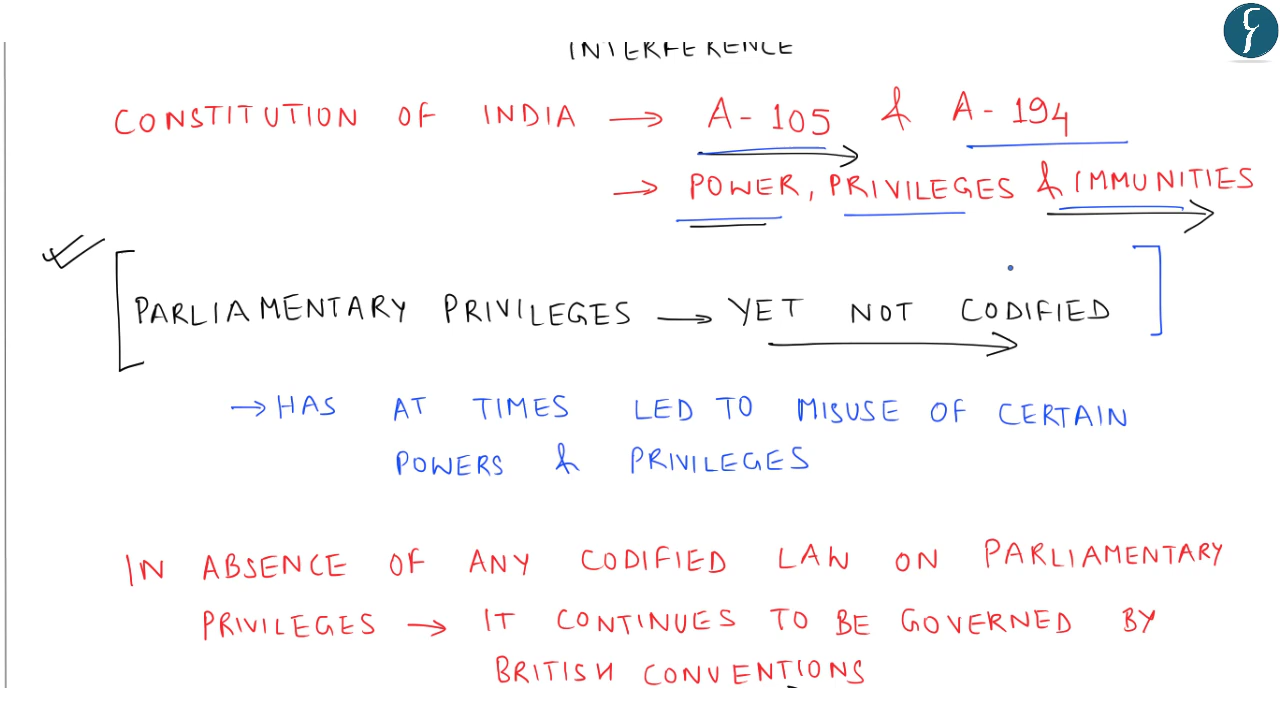 INTERFERENCE
CONSTITUTION OF INDIA → A - 105 & A - 194
→ POWER, PRIVILEGES & IMMUNITIES
PARLIAMENTARY PRIVILEGES → YET NOT CODIFIED
→ HAS AT TIMES LED TO MISUSE OF CERTAIN
POWERS & PRIVILEGES
IN ABSENCE OF ANY CODIFIED LAW ON PARLIAMENTARY
PRIVILEGES → IT CONTINUES TO BE GOVERNED BY
BRITISH CONVENTIONS